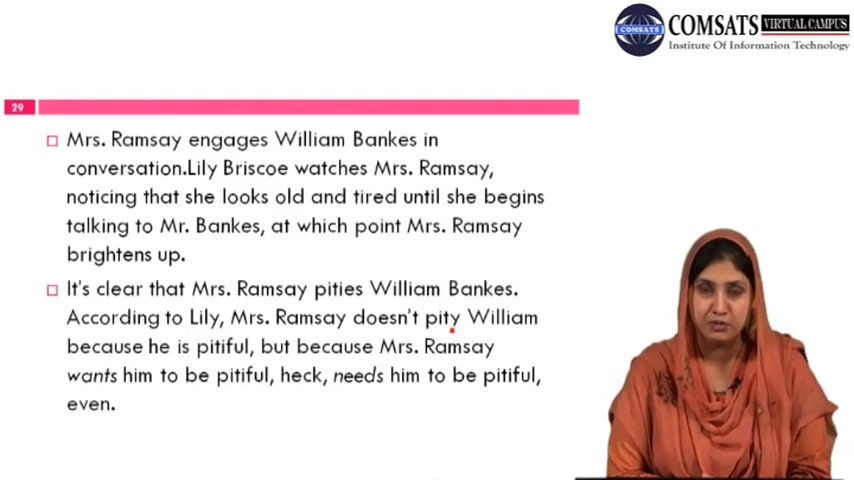 COMSATS VIRTUAL CAMPUS
COMSATS
Institute Of Information Technology
29
Mrs. Ramsay engages William Bankes in
conversation.Lily Briscoe watches Mrs. Ramsay,
noticing that she looks old and tired until she begins
talking to Mr. Bankes, at which point Mrs. Ramsay
brightens up.
It's clear that Mrs. Ramsay pities William Bankes.
According to Lily, Mrs. Ramsay doesn't pity William
because he is pitiful, but because Mrs. Ramsay
wants him to be pitiful, heck, needs him to be pitiful,
even.